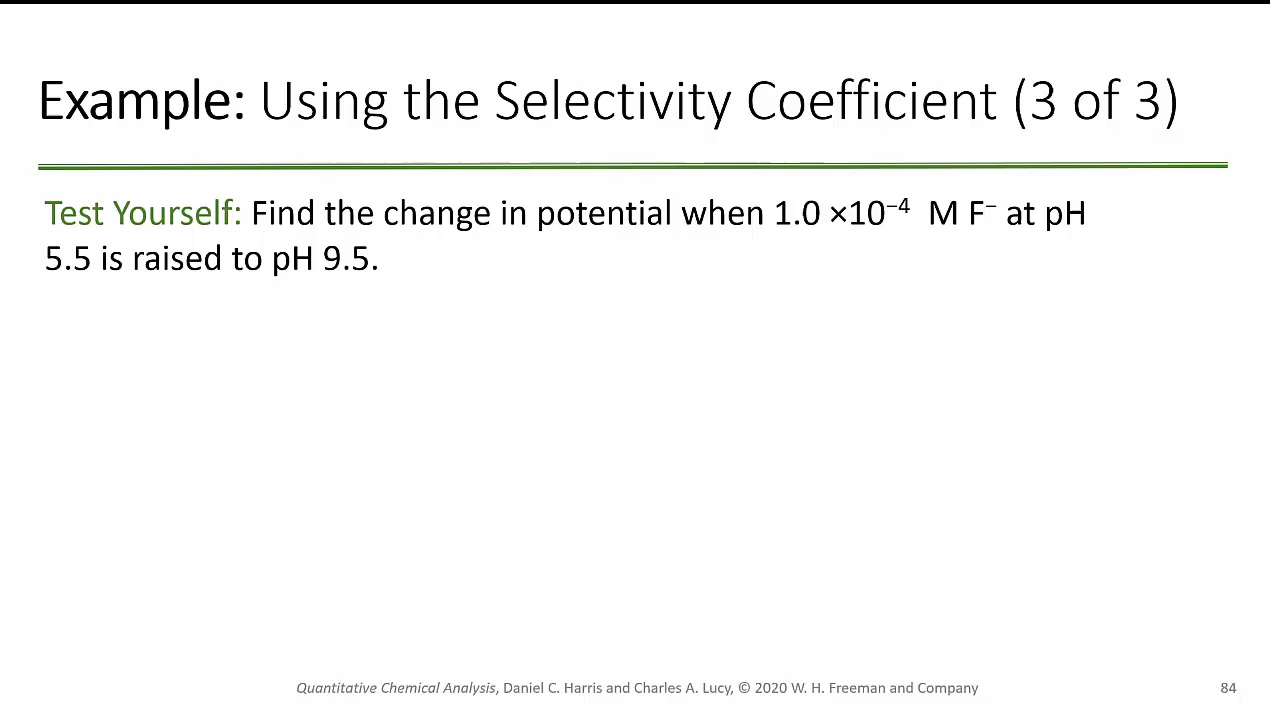 Example: Using the Selectivity Coefficient (3 of 3)
Test Yourself: Find the change in potential when 1.0 ×10⁻⁴ M F⁻ at pH
5.5 is raised to pH 9.5.
Quantitative Chemical Analysis, Daniel C. Harris and Charles A. Lucy, © 2020 W. H. Freeman and Company
84